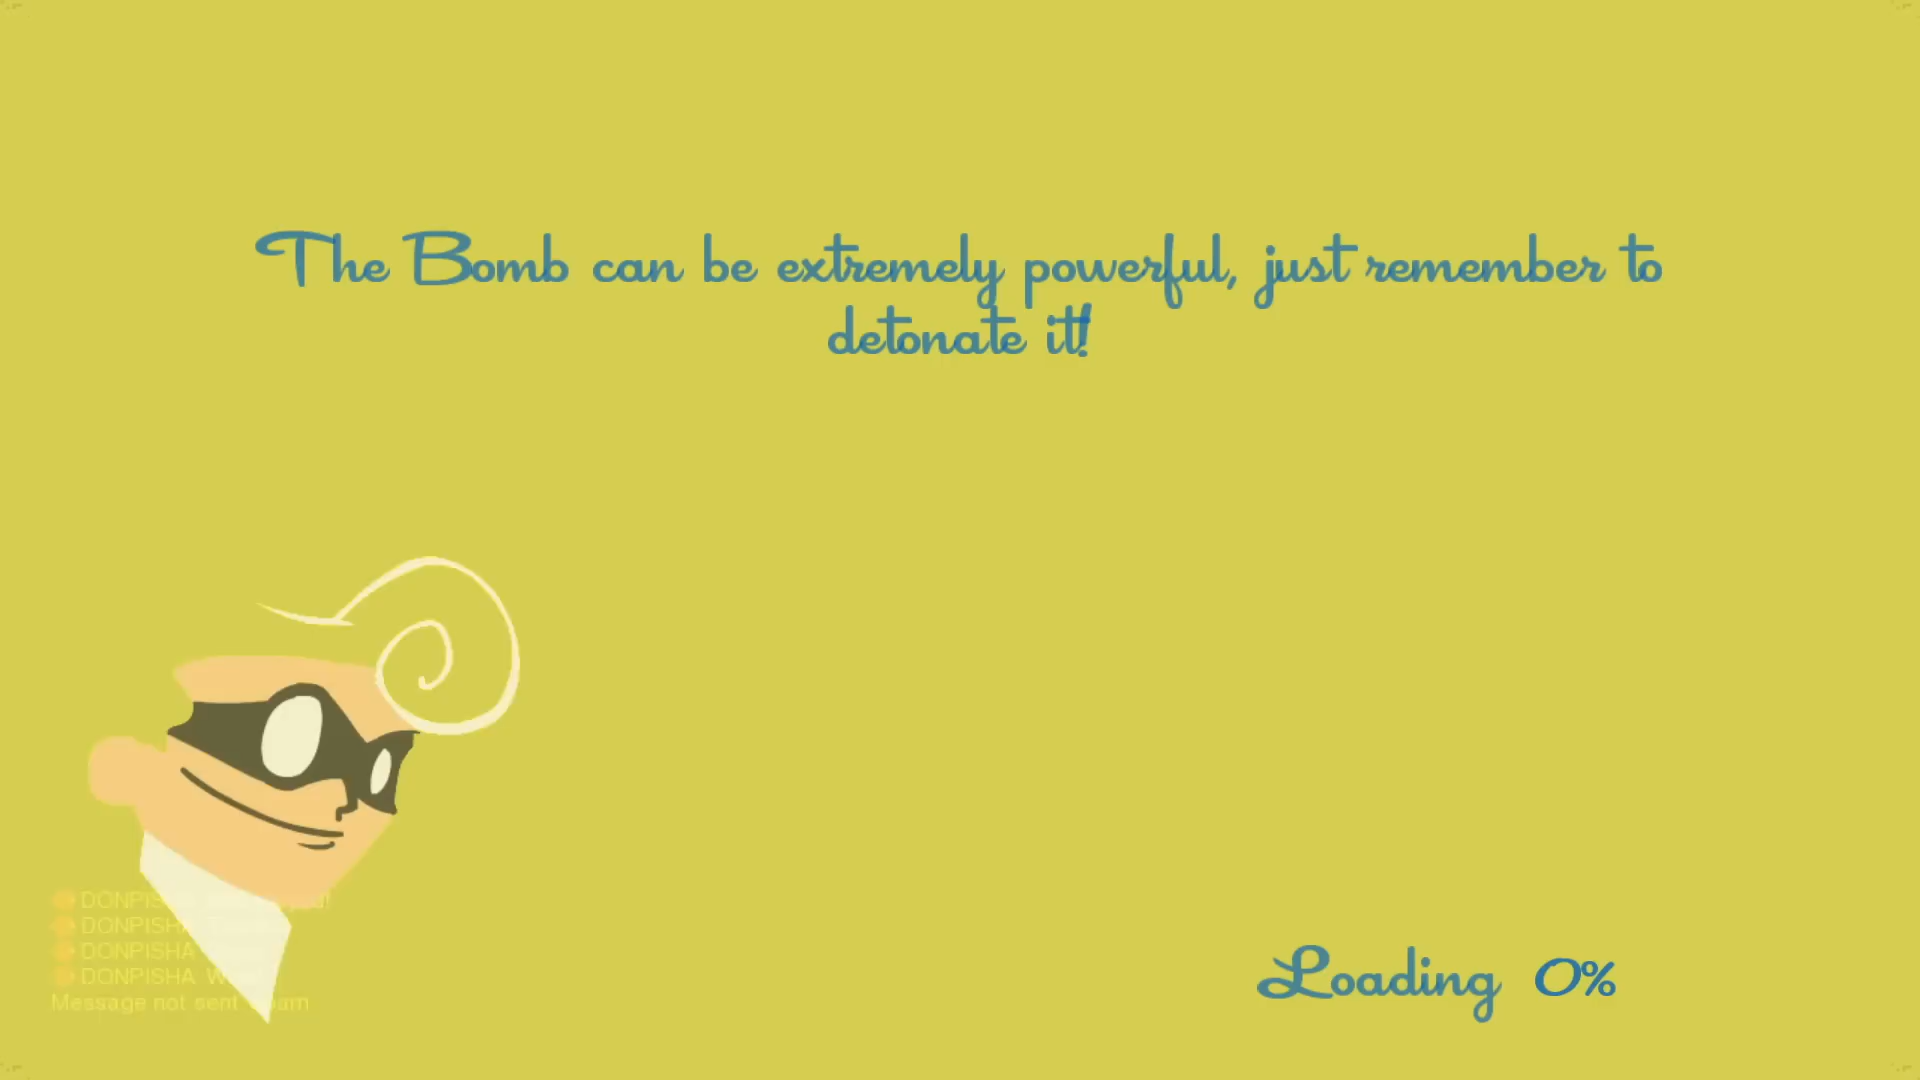 The Bomb can be extremely powerful, just remember to
detonate it!
DONPISHA
DONPISHA
DONPISHA
Message not sent
Loading 0%